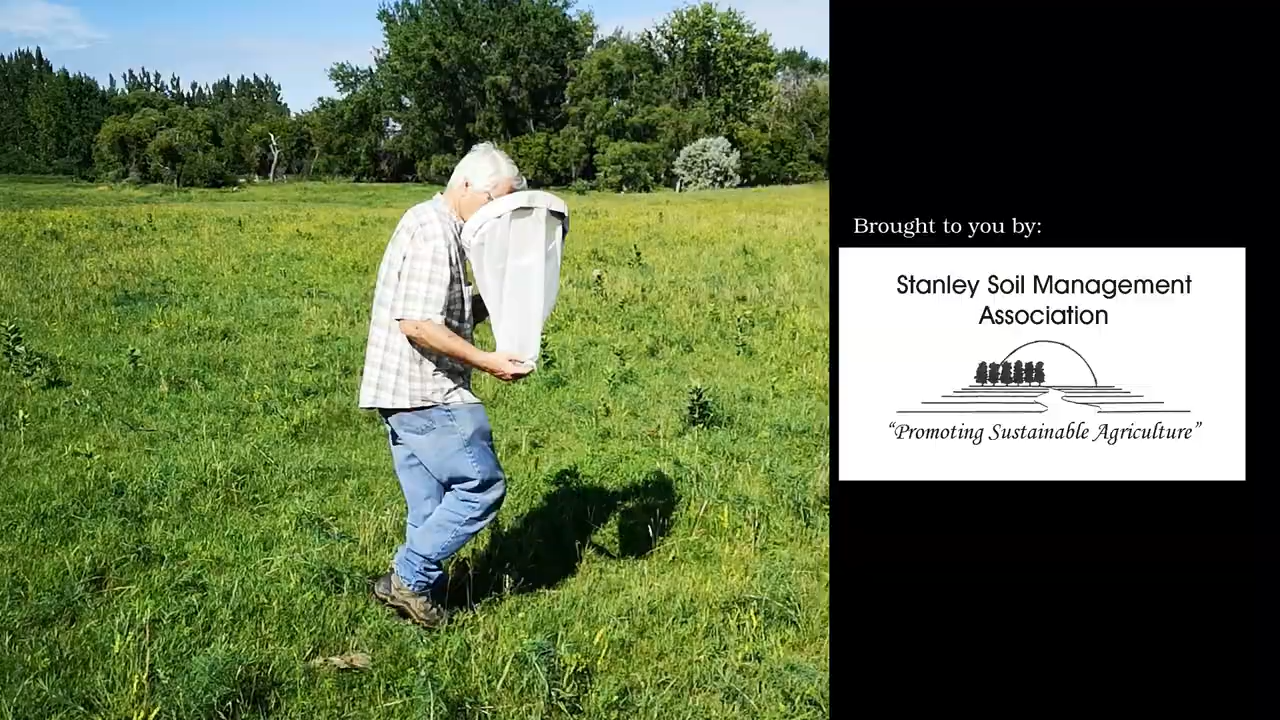 Brought to you by:
Stanley Soil Management
Association
“Promoting Sustainable Agriculture”